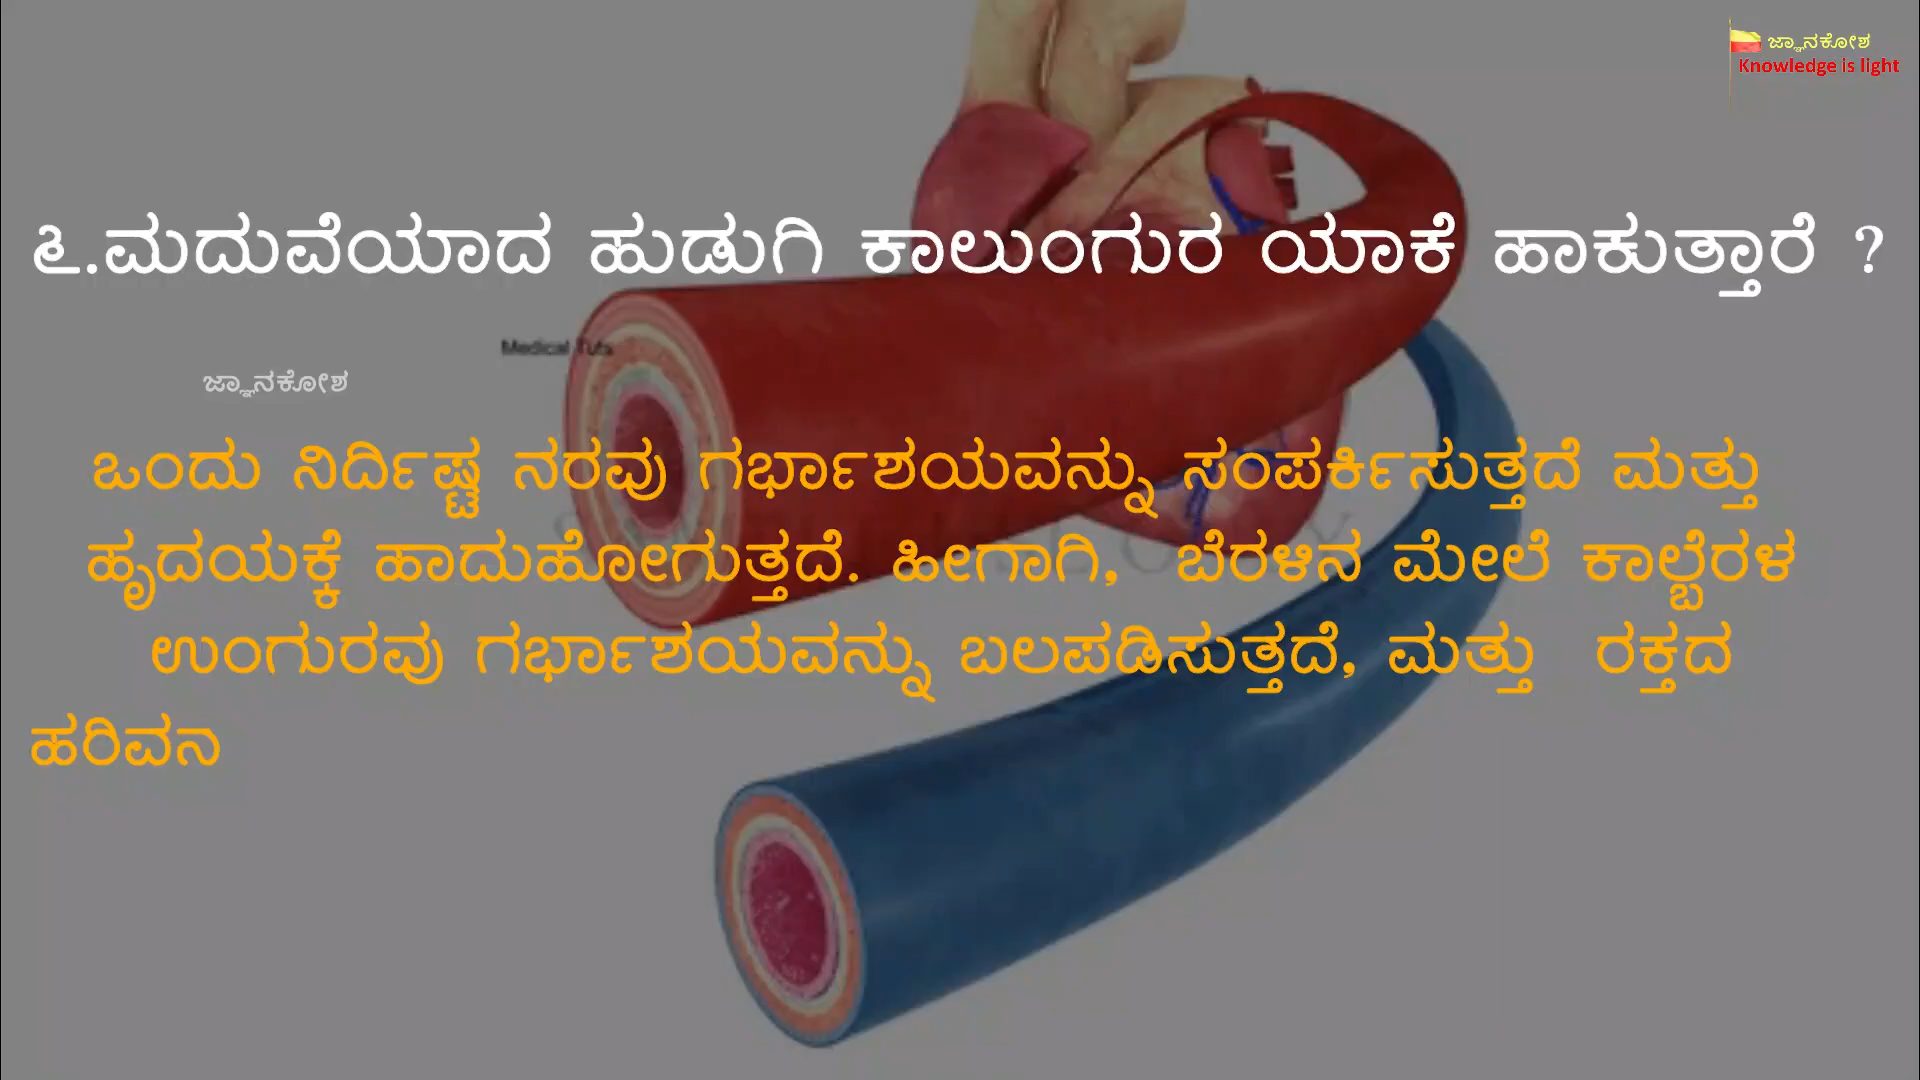 ಜ್ಞಾನಕೋಶ
Knowledge is light
೬.ಮದುವೆಯಾದ ಹುಡುಗಿ ಕಾಲುಂಗುರ ಯಾಕೆ ಹಾಕುತ್ತಾರೆ ?
Medical Tuts
ಜ್ಞಾನಕೋಶ
ಒಂದು ನಿರ್ದಿಷ್ಟ ನರವು ಗರ್ಭಾಶಯವನ್ನು ಸಂಪರ್ಕಿಸುತ್ತದೆ ಮತ್ತು
ಹೃದಯಕ್ಕೆ ಹಾದುಹೋಗುತ್ತದೆ. ಹೀಗಾಗಿ, ಬೆರಳಿನ ಮೇಲೆ ಕಾಲ್ಬೆರಳ
ಉಂಗುರವು ಗರ್ಭಾಶಯವನ್ನು ಬಲಪಡಿಸುತ್ತದೆ, ಮತ್ತು ರಕ್ತದ
ಹರಿವನ